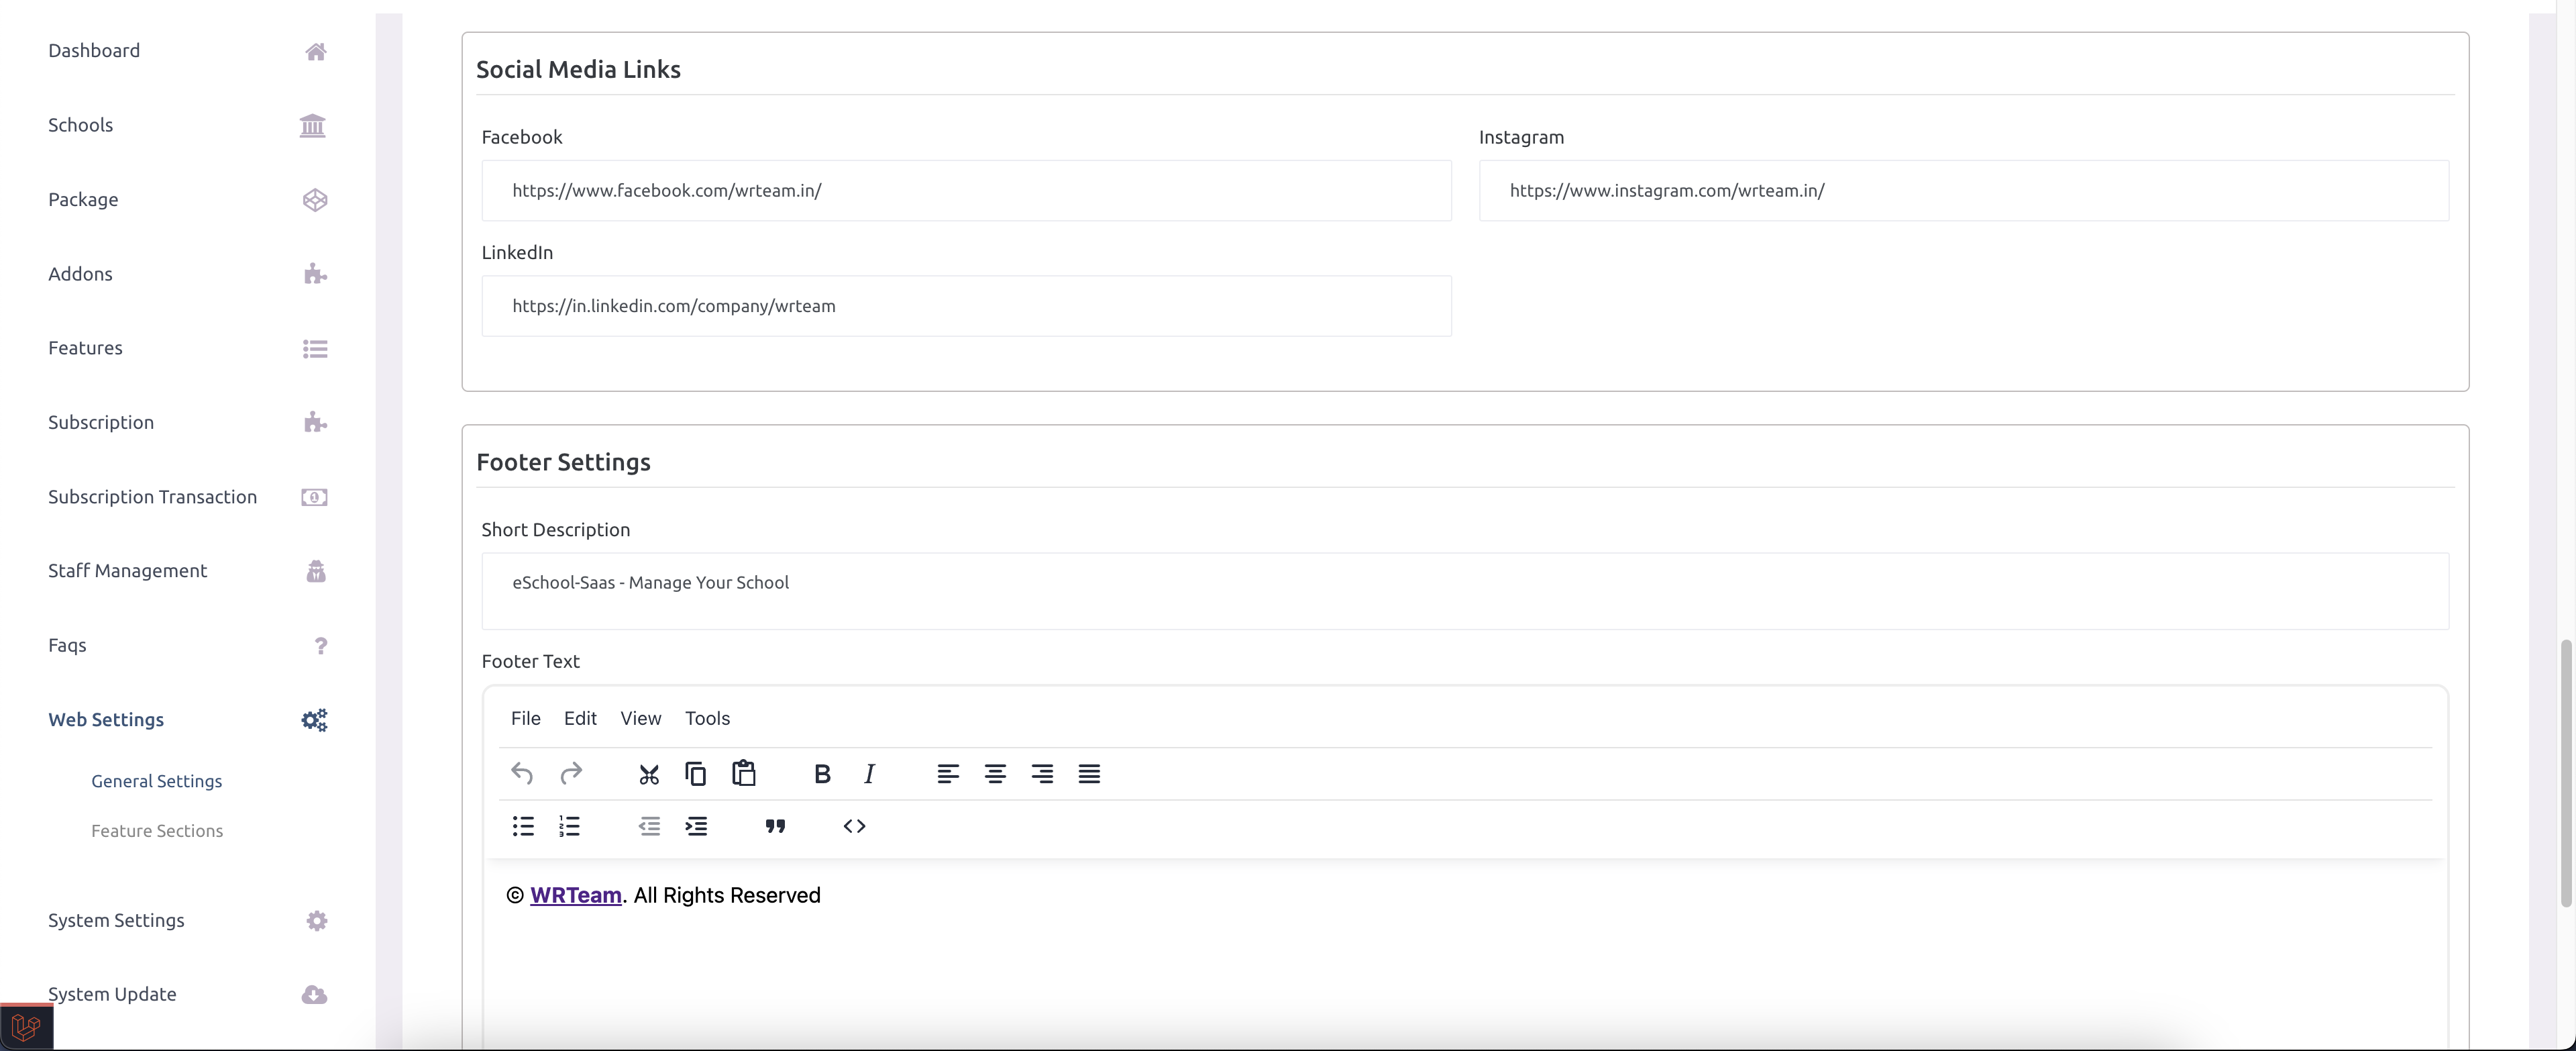 Dashboard
Schools
Package
Addons
Features
Subscription
Subscription Transaction
Staff Management
Faqs
Web Settings
General Settings
Feature Sections
System Settings
System Update
Social Media Links
Facebook
https://www.facebook.com/wrteam.in/
Instagram
https://www.instagram.com/wrteam.in/
LinkedIn
https://in.linkedin.com/company/wrteam
Footer Settings
Short Description
eSchool-Saas - Manage Your School
Footer Text
File Edit View Tools
© WRTeam. All Rights Reserved